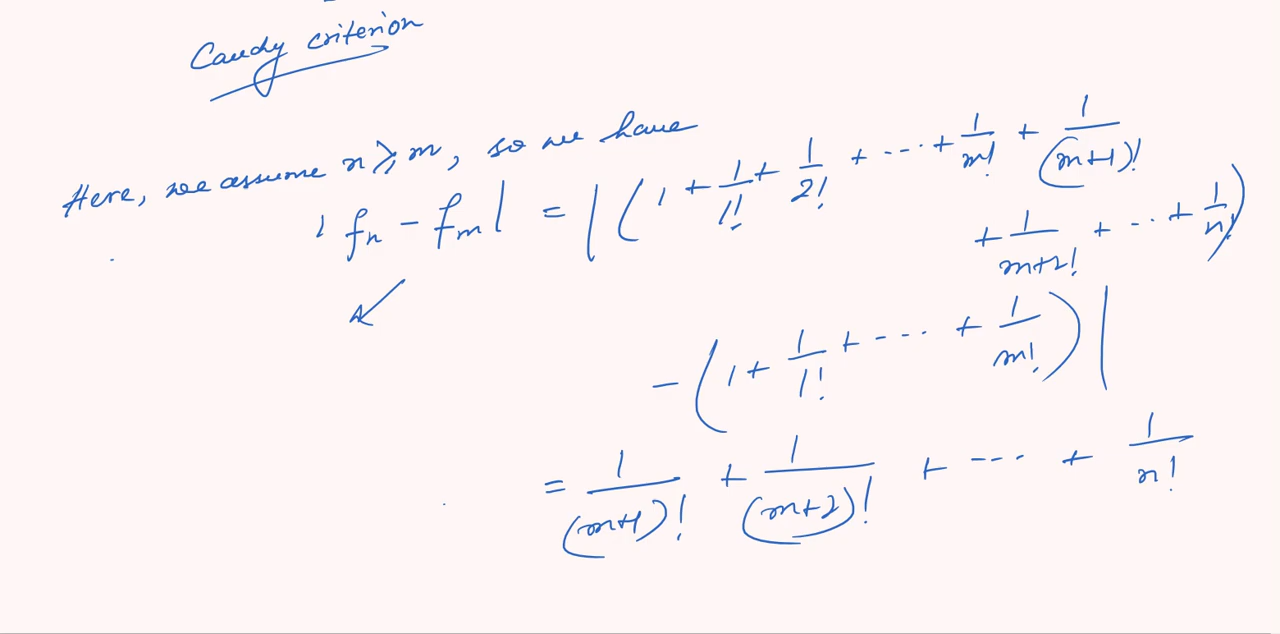 Cauchy criterion
Here, we assume n ≥ m, so we have
| fn - fm | = | ( 1 + 1/1! + 1/2! + --- + 1/m! + 1/(m+1)!
+ 1/m+2! + --- + 1/n! )
- ( 1 + 1/1! + --- + 1/m! ) |
= 1/(m+1)! + 1/(m+2)! + --- + 1/n!